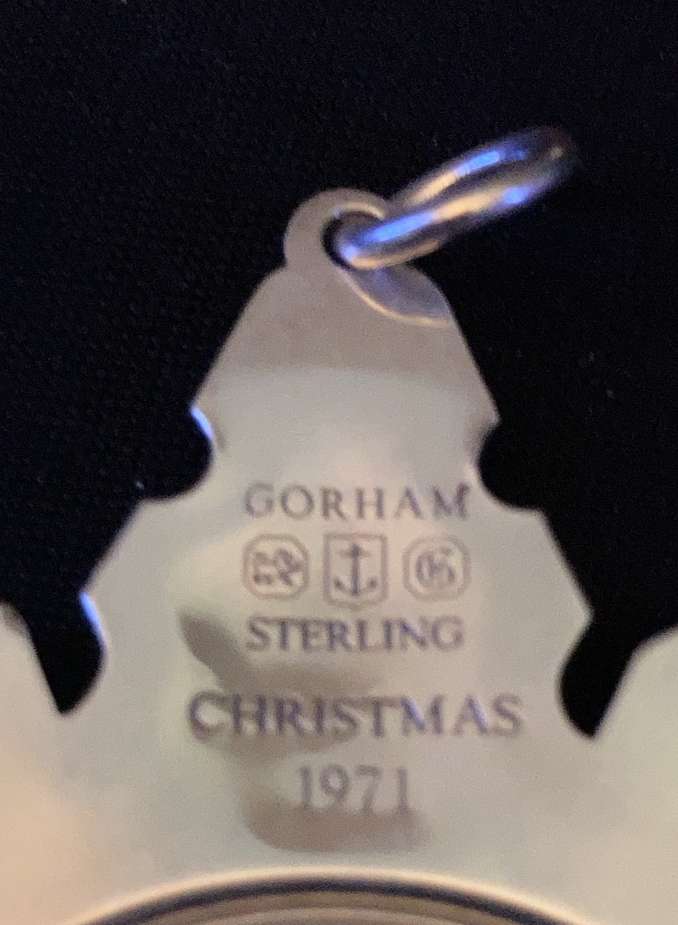 GORHAM
STERLING
CHRISTMAS
1971